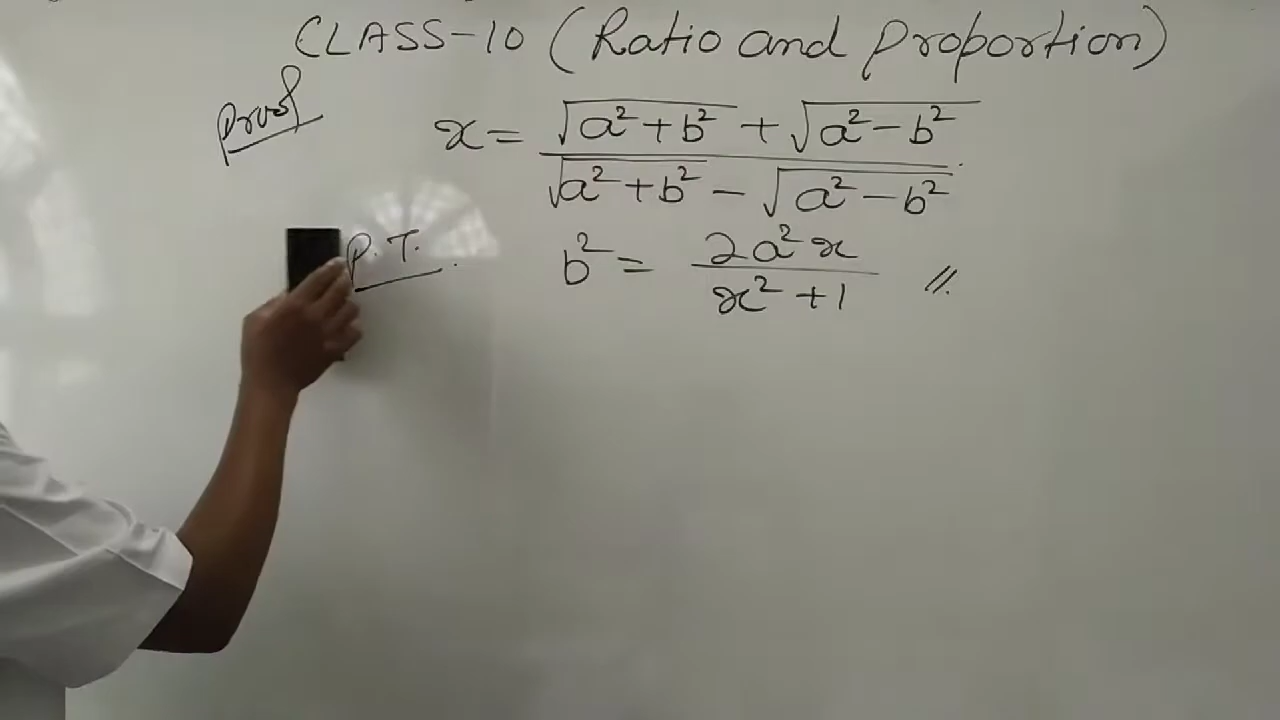 CLASS-10 (Ratio and Proportion)
Proof
x = √(a² + b²) + √(a² - b²) / √(a² + b²) - √(a² - b²)
P.T. b² = 2a²x / x² + 1 //.